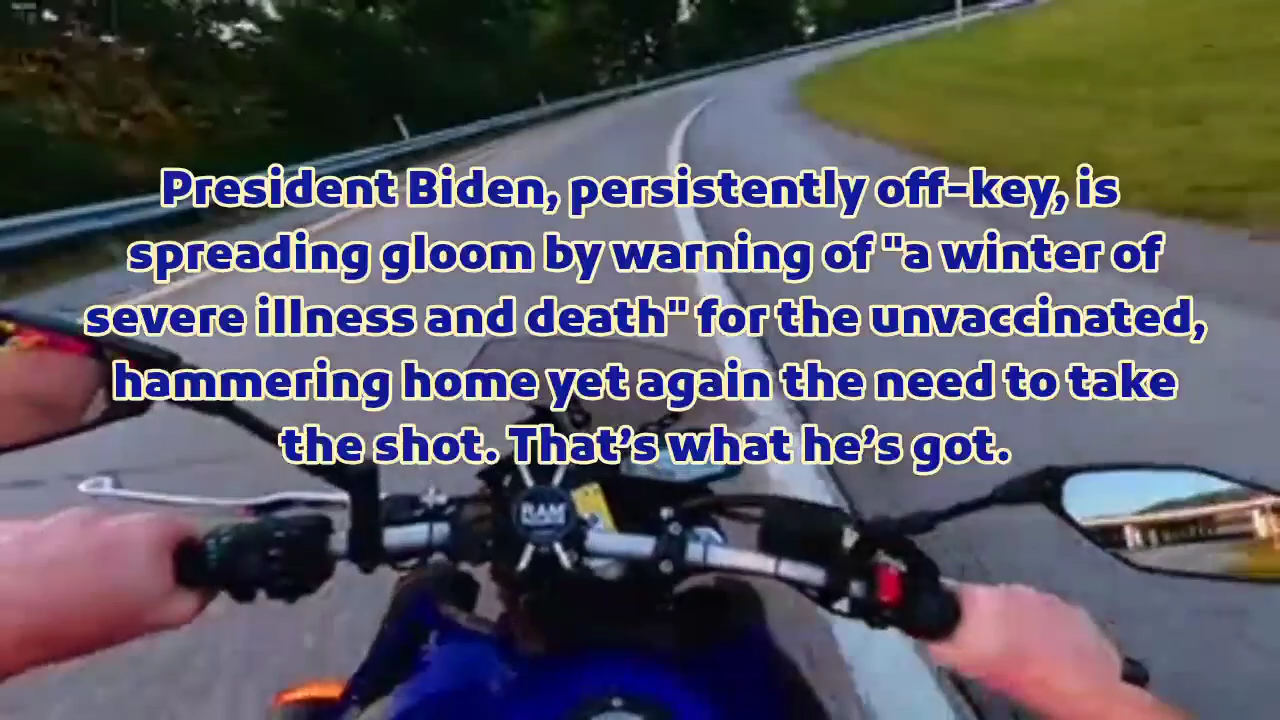 President Biden, persistently off-key, is
spreading gloom by warning of "a winter of
severe illness and death" for the unvaccinated,
hammering home yet again the need to take
the shot. That’s what he’s got.
RAM